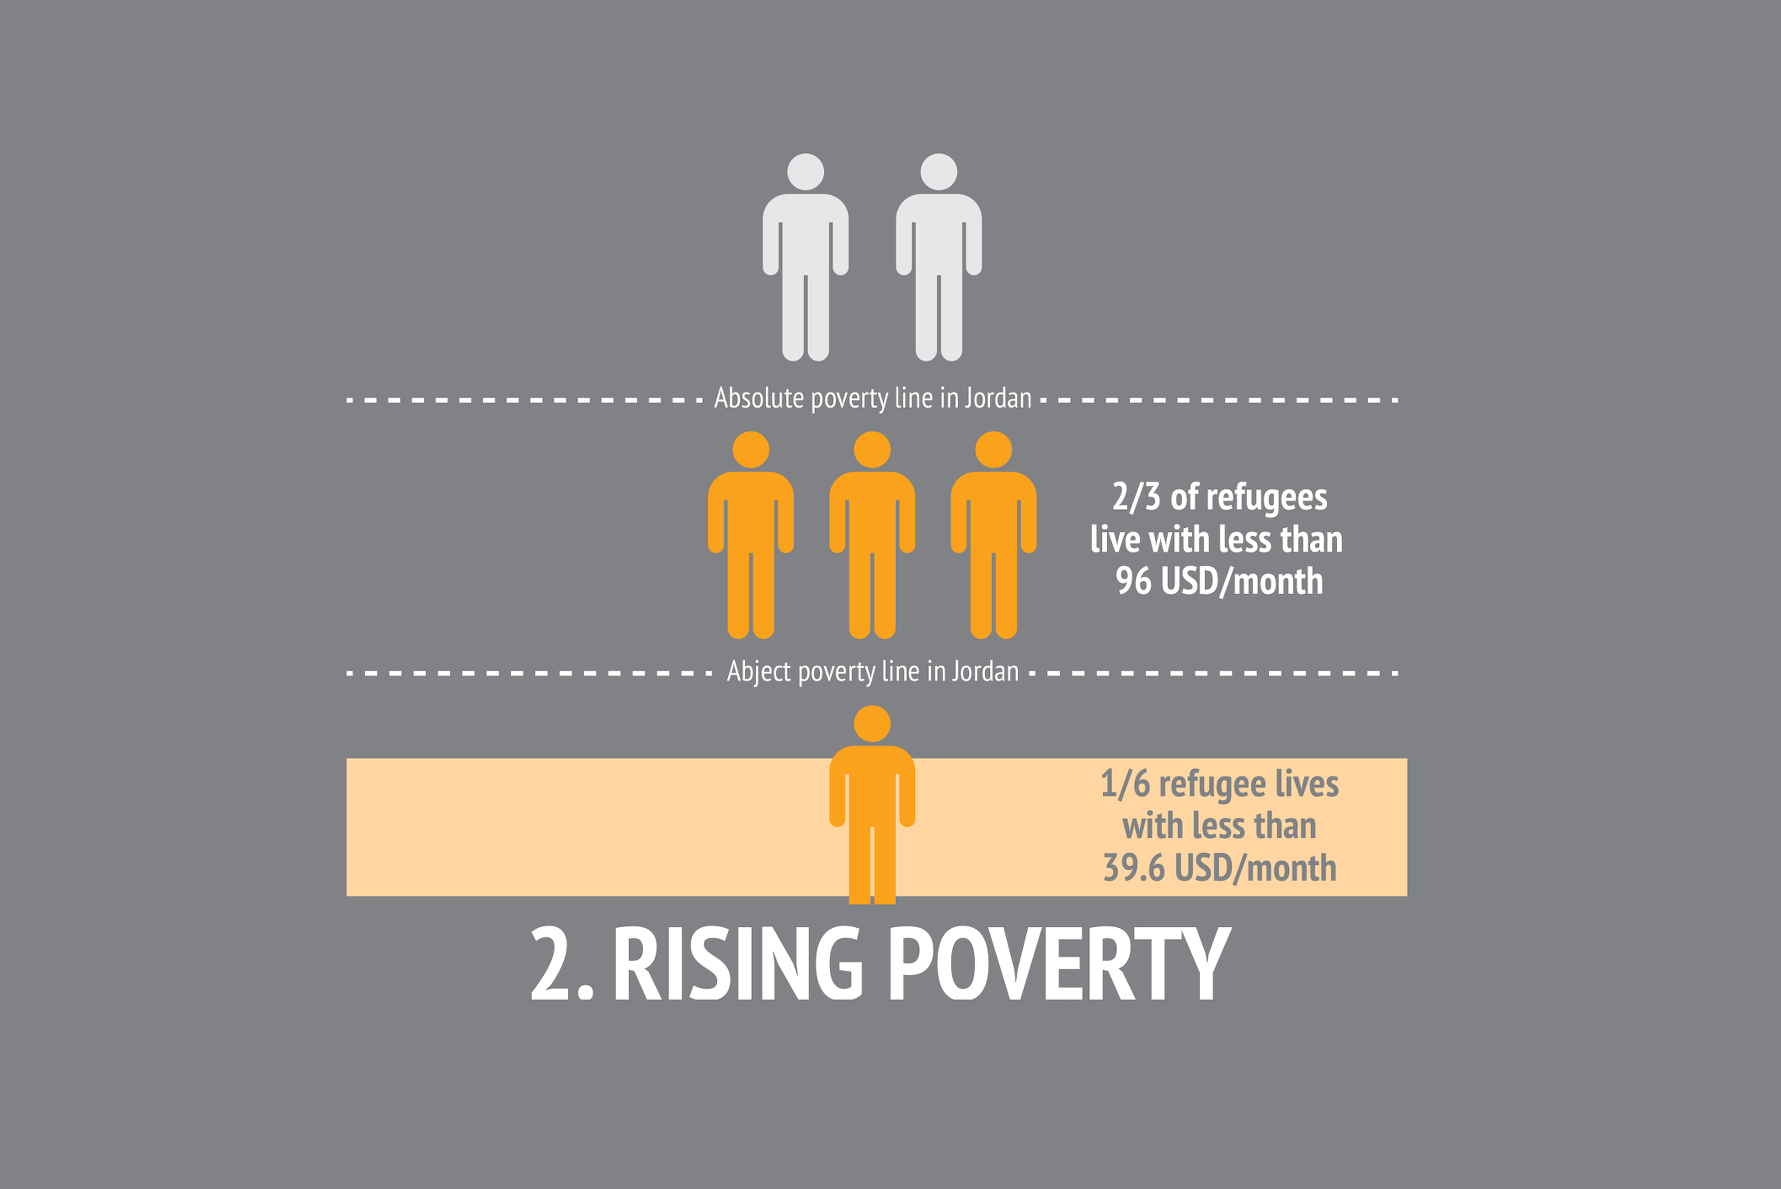 Absolute poverty line in Jordan
2/3 of refugees
live with less than
96 USD/month
Abject poverty line in Jordan
1/6 refugee lives
with less than
39.6 USD/month
2. RISING POVERTY